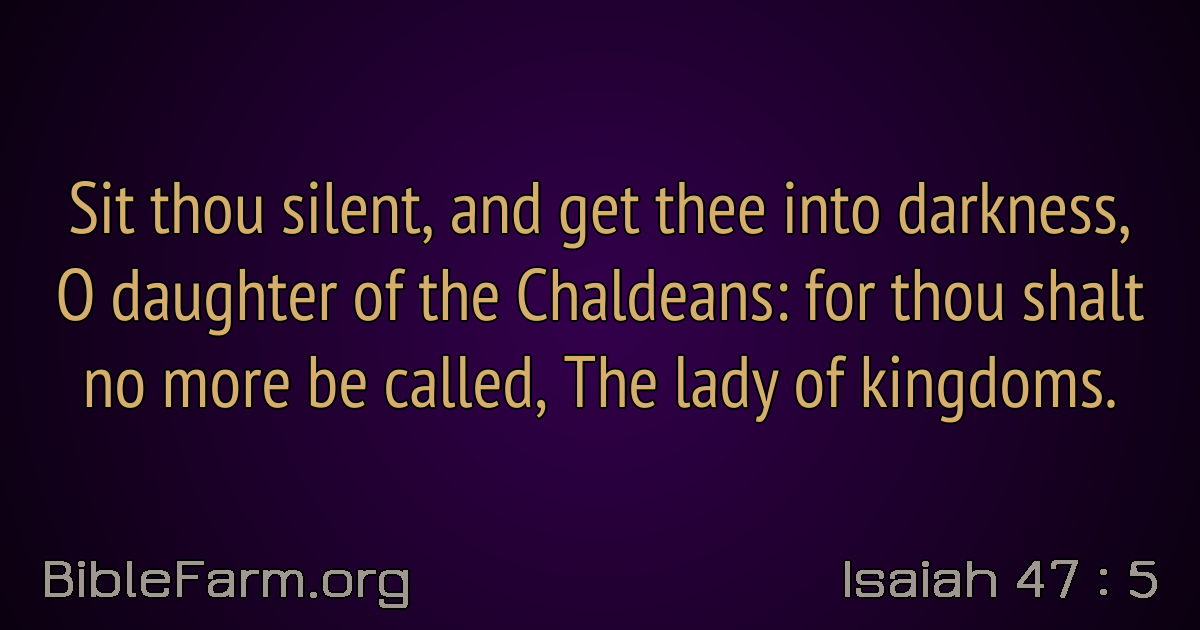 Sit thou silent, and get thee into darkness,
O daughter of the Chaldeans: for thou shalt
no more be called, The lady of kingdoms.
BibleFarm.org
Isaiah 47 : 5